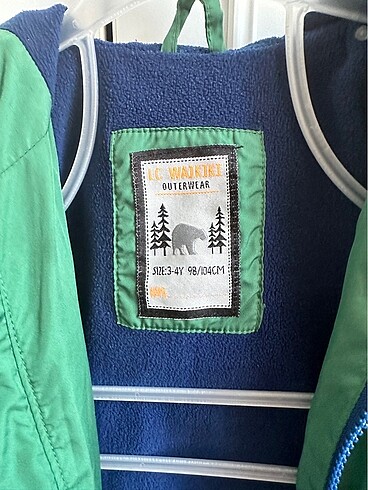 LC WAIKIKI
OUTERWEAR
SIZE:3-4Y 98/104CM